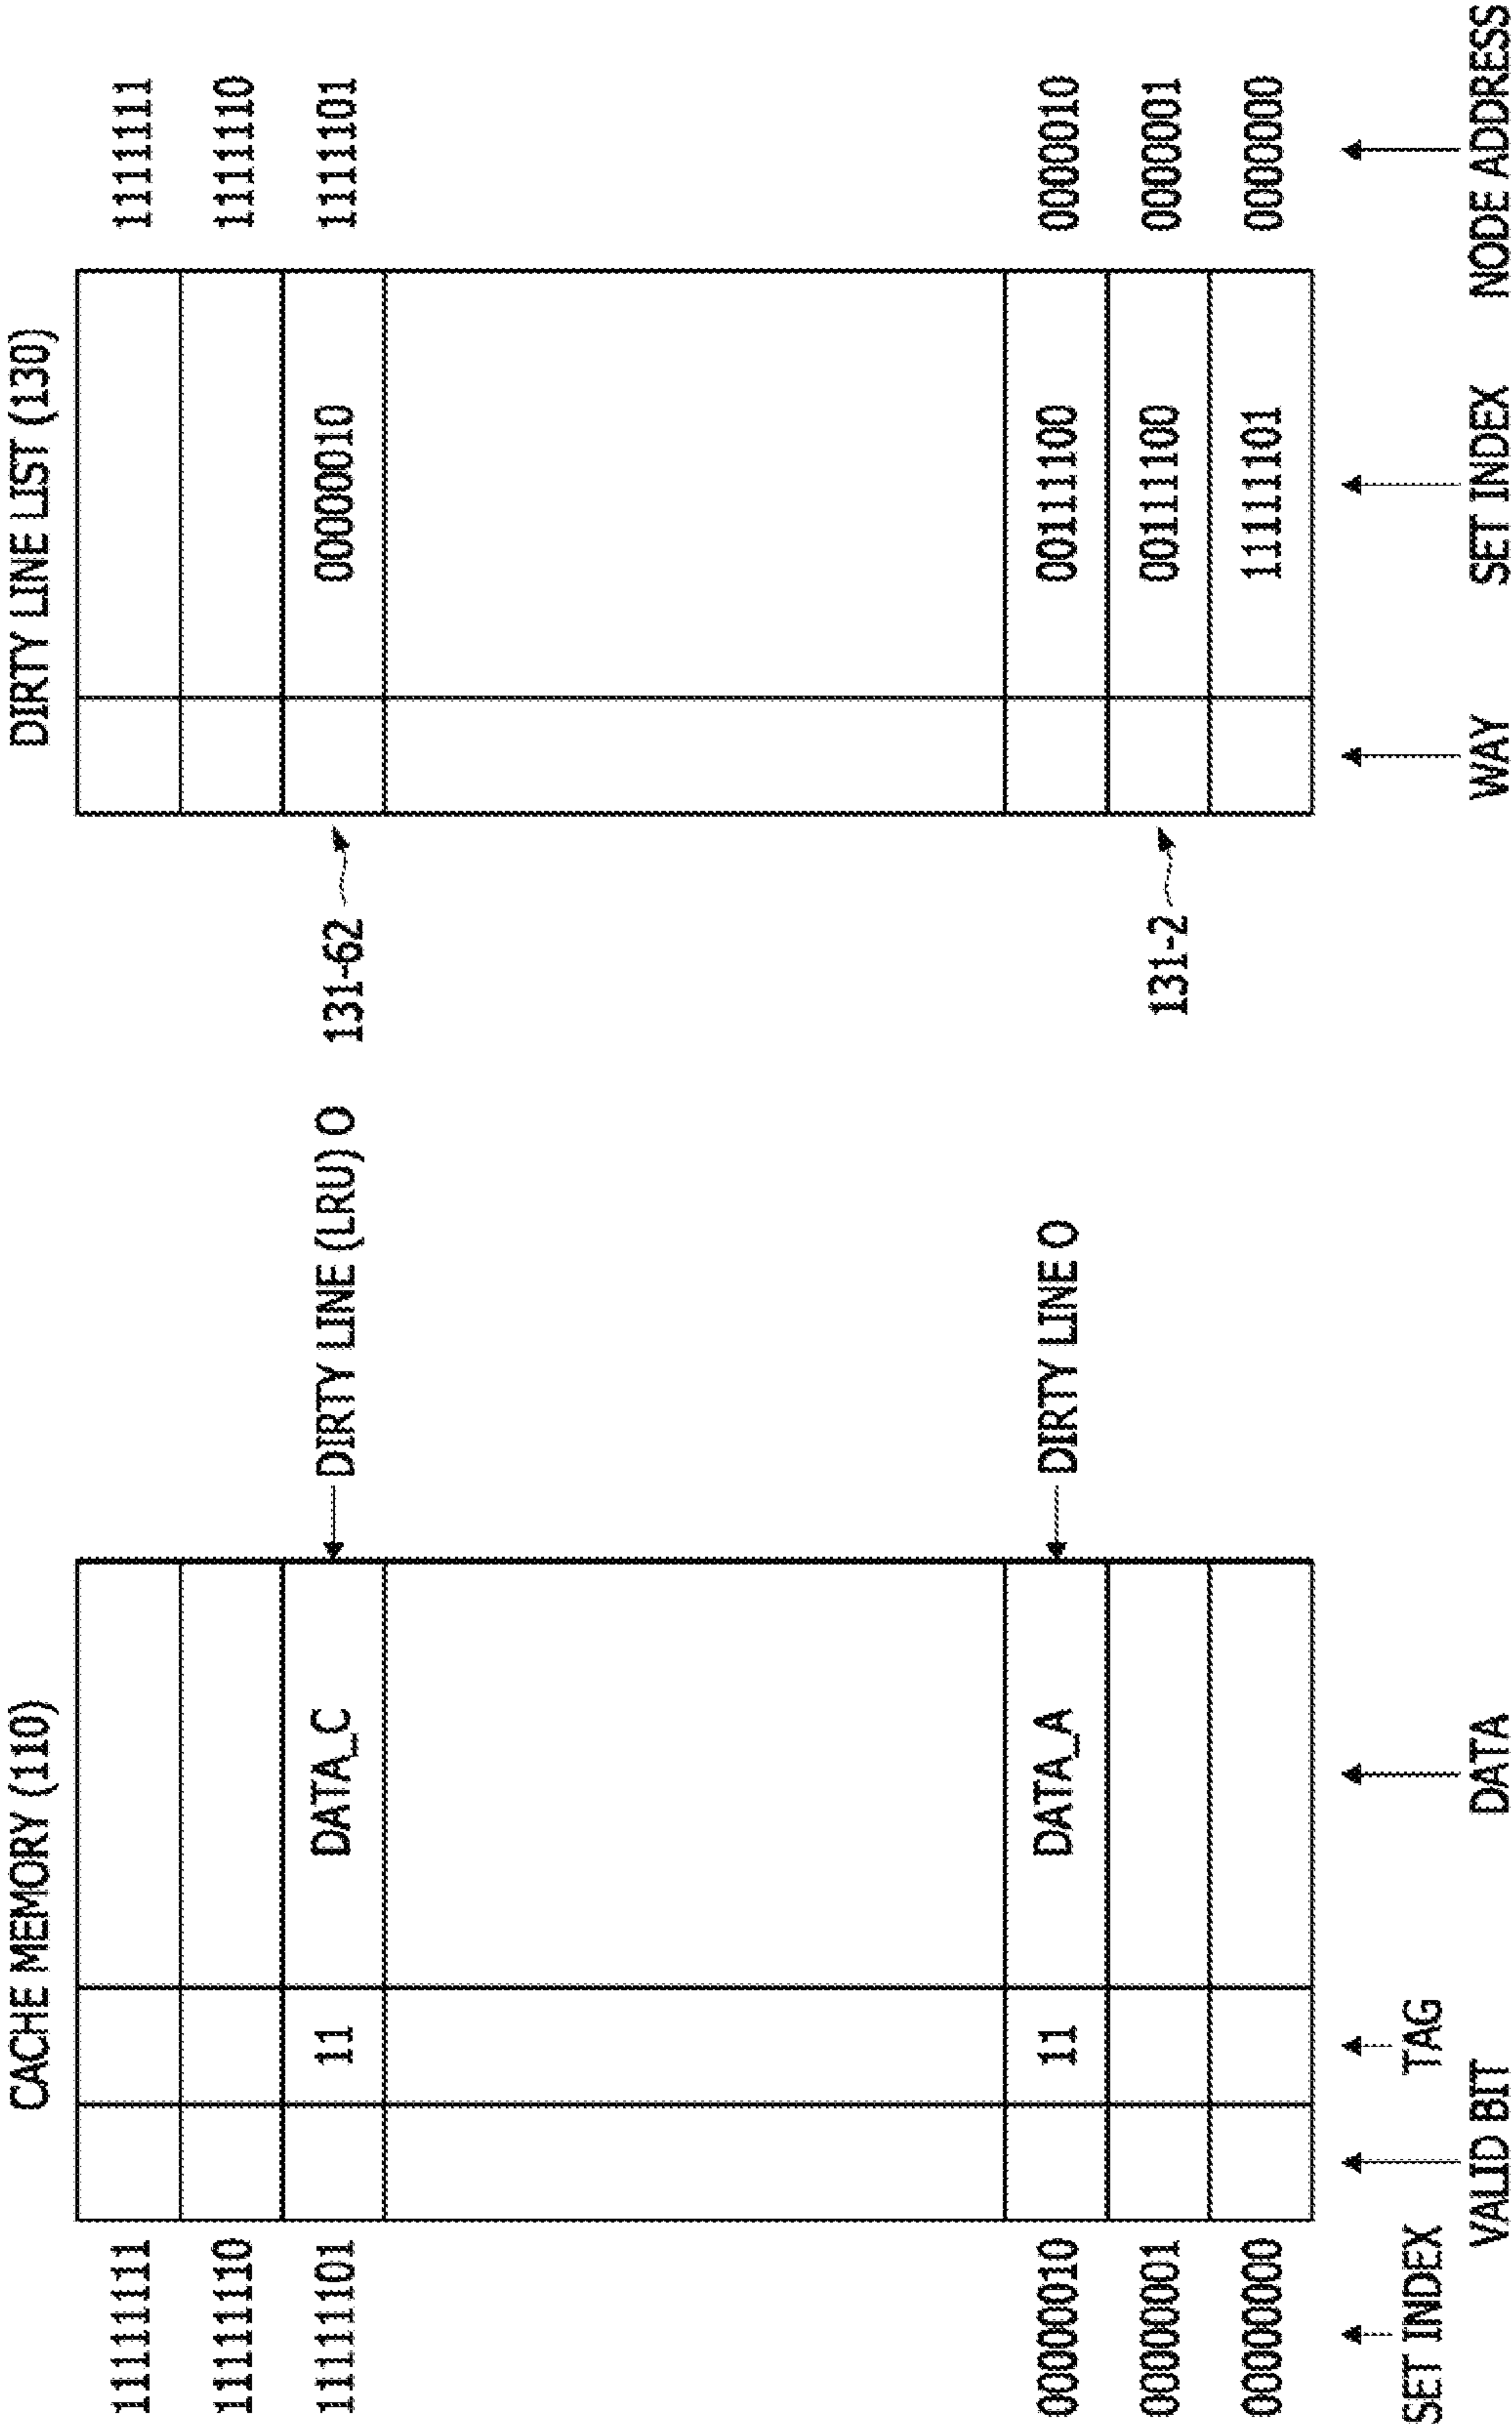 CACHE MEMORY (110) DIRTY LINE LIST (130)
11111111 1111111
11111110 1111110
11111101 11 DATA_C DIRTY LINE (LRU) O 131-62 00000010 1111101
00000010 11 DATA_A DIRTY LINE O 00111100 0000010
00000001 131-2 00111100 0000001
00000000 11111101 0000000
SET INDEX TAG
VALID BIT DATA WAY SET INDEX NODE ADDRESS